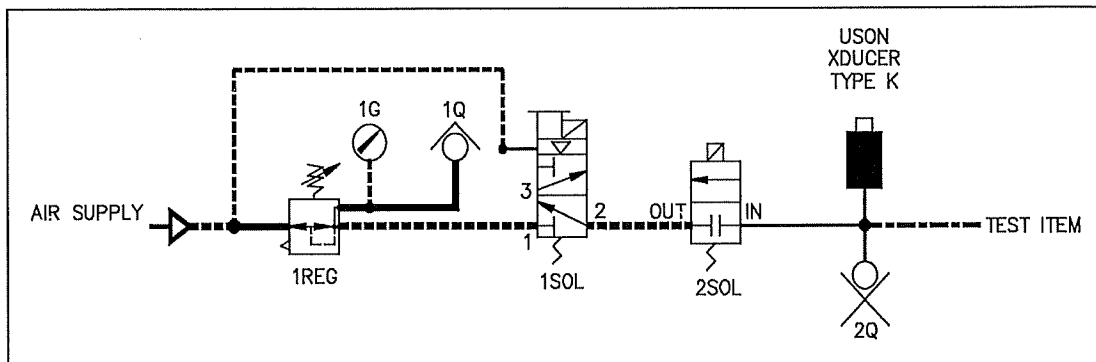 USON
XDUCER
TYPE K
1G
1Q
3
AIR SUPPLY
2
OUT
IN
TEST ITEM
1
1REG
1SOL
2SOL
2Q